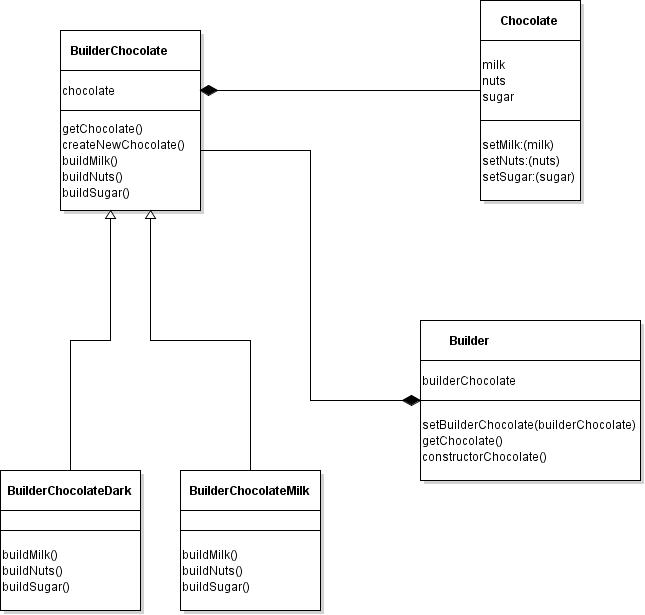 BuilderChocolate
chocolate
getChocolate()
createNewChocolate()
buildMilk()
buildNuts()
buildSugar()
Chocolate
milk
nuts
sugar
setMilk:(milk)
setNuts:(nuts)
setSugar:(sugar)
Builder
builderChocolate
setBuilderChocolate(builderChocolate)
getChocolate()
constructorChocolate()
BuilderChocolateDark
buildMilk()
buildNuts()
buildSugar()
BuilderChocolateMilk
buildMilk()
buildNuts()
buildSugar()